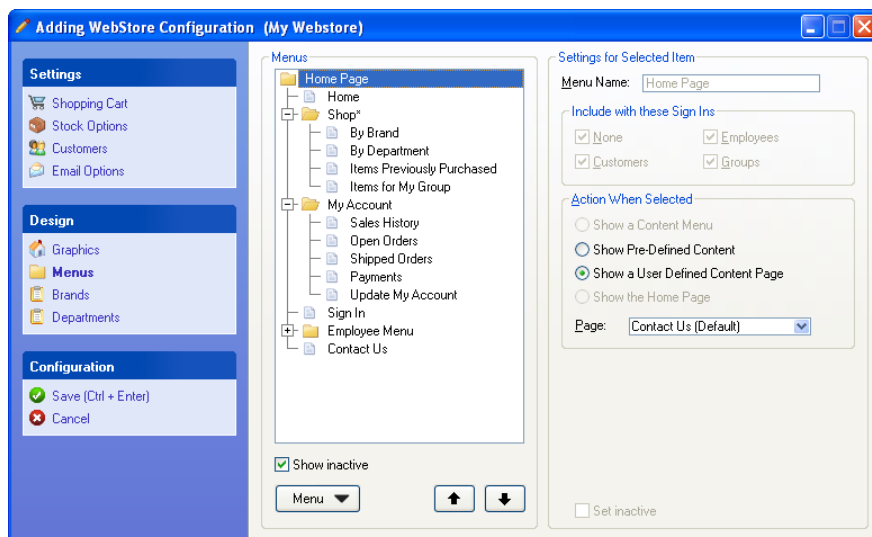 Adding WebStore Configuration (My Webstore)
Settings
Shopping Cart
Stock Options
Customers
Email Options
Design
Graphics
Menus
Brands
Departments
Configuration
Save (Ctrl + Enter)
Cancel
Menus
Home Page
Home
Shop*
By Brand
By Department
Items Previously Purchased
Items for My Group
My Account
Sales History
Open Orders
Shipped Orders
Payments
Update My Account
Sign In
Employee Menu
Contact Us
Show inactive
Menu
Settings for Selected Item
Menu Name: Home Page
Include with these Sign Ins
None Employees
Customers Groups
Action When Selected
Show a Content Menu
Show Pre-Defined Content
Show a User Defined Content Page
Show the Home Page
Page: Contact Us (Default)
Set inactive